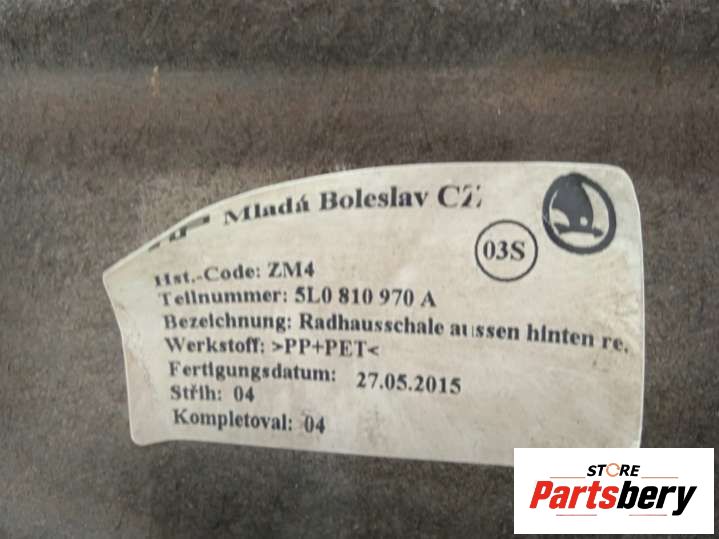 Mladá Boleslav CZ
03S
Hst.-Code: ZM4
Teilnummer: 5L0 810 970 A
Bezeichnung: Radhausschale aussen hinten re.
Werkstoff: >PP+PET<
Fertigungsdatum: 27.05.2015
Střih: 04
Kompletoval: 04
STORE
Partsbery